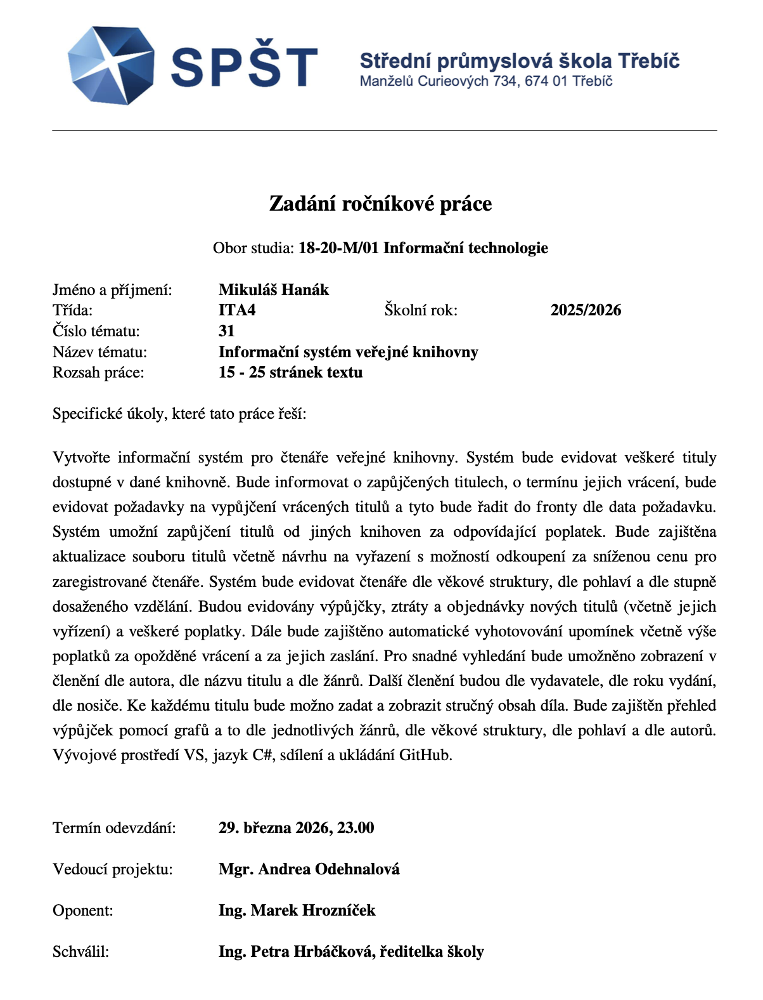 SPŠT
Střední průmyslová škola Třebíč
Manželů Curieových 734, 674 01 Třebíč
Zadání ročníkové práce
Obor studia: 18-20-M/01 Informační technologie
Jméno a příjmení: Mikuláš Hanák
Třída: ITA4 Školní rok: 2025/2026
Číslo tématu: 31
Název tématu: Informační systém veřejné knihovny
Rozsah práce: 15 - 25 stránek textu
Specifické úkoly, které tato práce řeší:
Vytvořte informační systém pro čtenáře veřejné knihovny. Systém bude evidovat veškeré tituly
dostupné v dané knihovně. Bude informovat o zapůjčených titulech, o termínu jejich vrácení, bude
evidovat požadavky na vypůjčení vrácených titulů a tyto bude řadit do fronty dle data požadavku.
Systém umožní zapůjčení titulů od jiných knihoven za odpovídající poplatek. Bude zajištěna
aktualizace souboru titulů včetně návrhu na vyřazení s možností odkoupení za sníženou cenu pro
zaregistrované čtenáře. Systém bude evidovat čtenáře dle věkové struktury, dle pohlaví a dle stupně
dosaženého vzdělání. Budou evidovány výpůjčky, ztráty a objednávky nových titulů (včetně jejich
vyřízení) a veškeré poplatky. Dále bude zajištěno automatické vyhotovování upomínek včetně výše
poplatků za opožděné vrácení a za jejich zaslání. Pro snadné vyhledání bude umožněno zobrazení v
členění dle autora, dle názvu titulu a dle žánrů. Další členění budou dle vydavatele, dle roku vydání,
dle nosiče. Ke každému titulu bude možno zadat a zobrazit stručný obsah díla. Bude zajištěn přehled
výpůjček pomocí grafů a to dle jednotlivých žánrů, dle věkové struktury, dle pohlaví a dle autorů.
Vývojové prostředí VS, jazyk C#, sdílení a ukládání GitHub.
Termín odevzdání: 29. března 2026, 23.00
Vedoucí projektu: Mgr. Andrea Odehnalová
Oponent: Ing. Marek Hrozníček
Schválil: Ing. Petra Hrbáčková, ředitelka školy